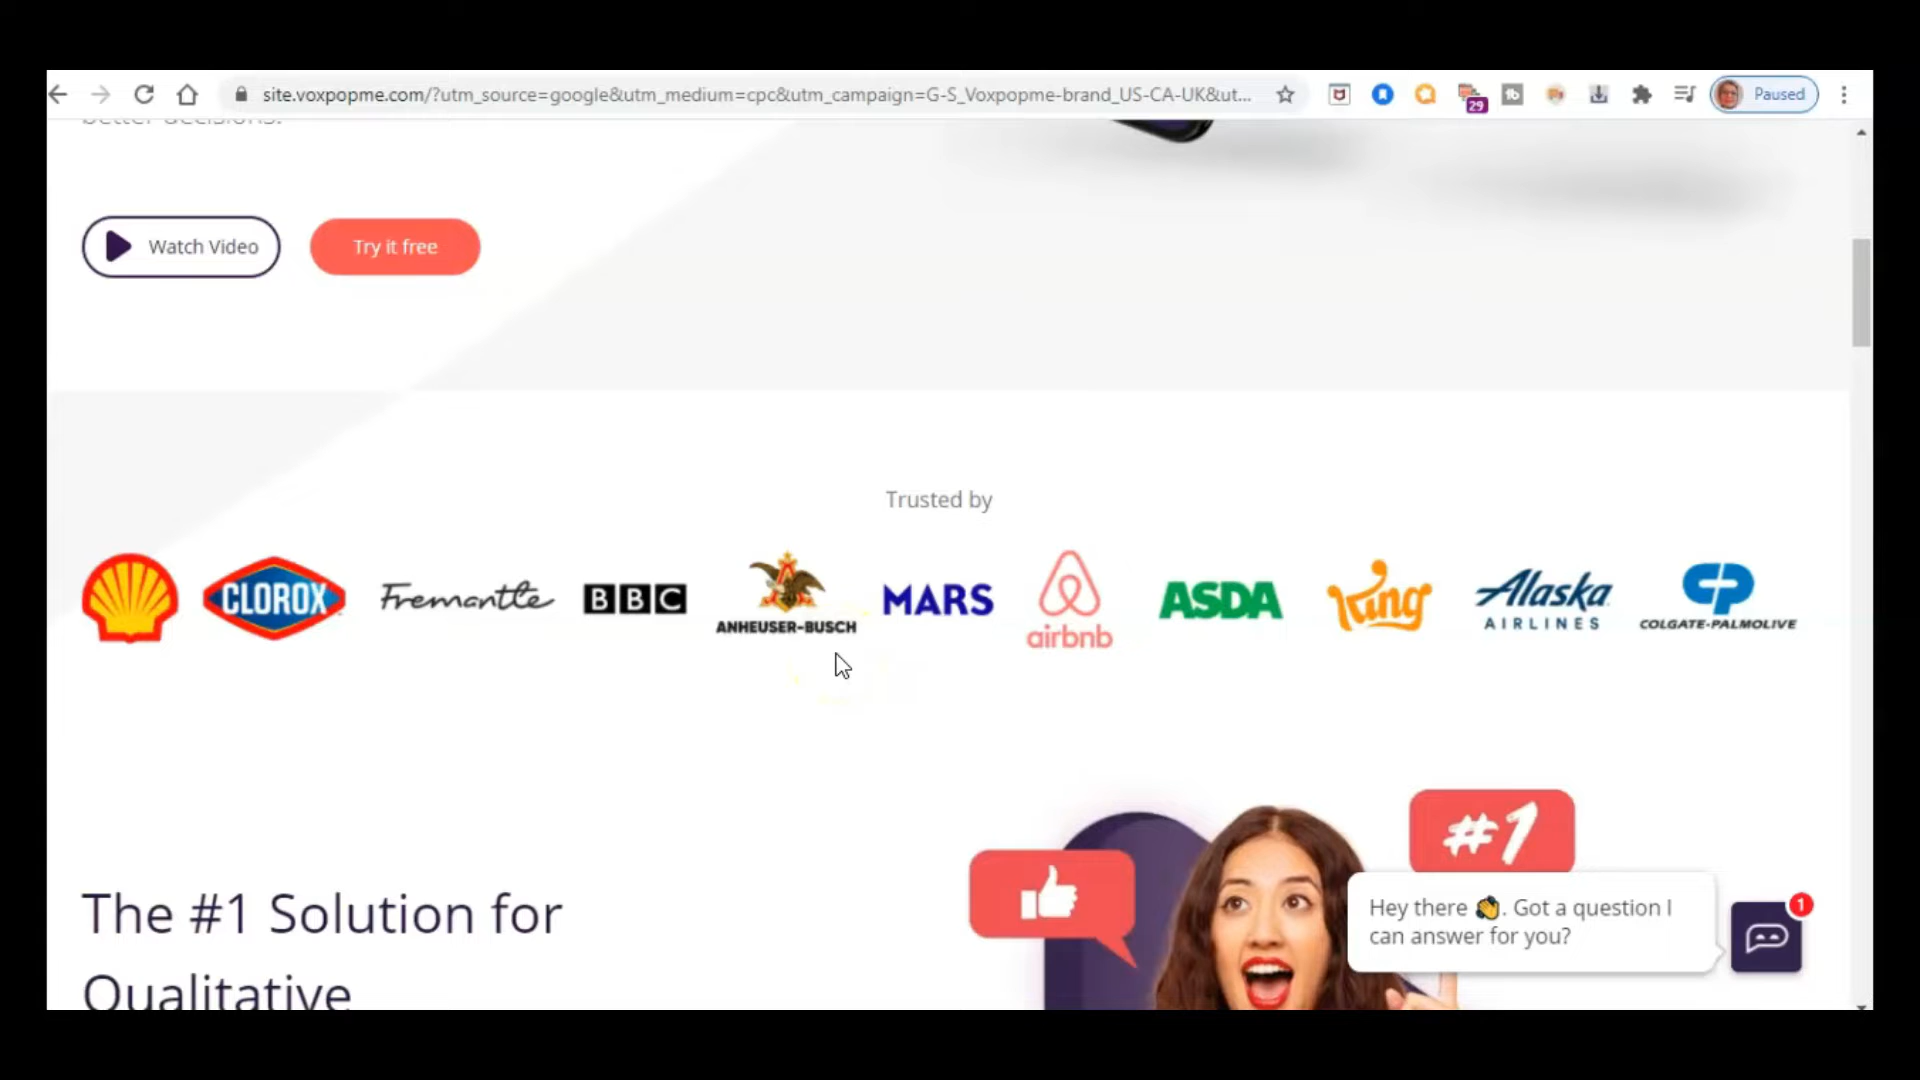 site.voxpopme.com/?utm_source=google&utm_medium=cpc&utm_campaign=G-S_Voxpopme-brand_US-CA-UK&ut...
29
Paused
better decisions.
Watch Video
Try it free
Trusted by
CLOROX
Fremantle
BBC
ANHEUSER-BUSCH
MARS
airbnb
ASDA
King
Alaska
AIRLINES
COLGATE-PALMOLIVE
#1
The #1 Solution for
Qualitative
Hey there 👋. Got a question I
can answer for you?
1